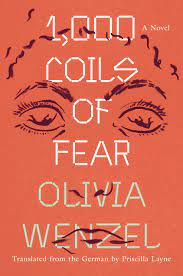 1,000
A Novel
COILS
OF
FEAR
OLIVIA
WENZEL
Translated from the German by Priscilla Layne